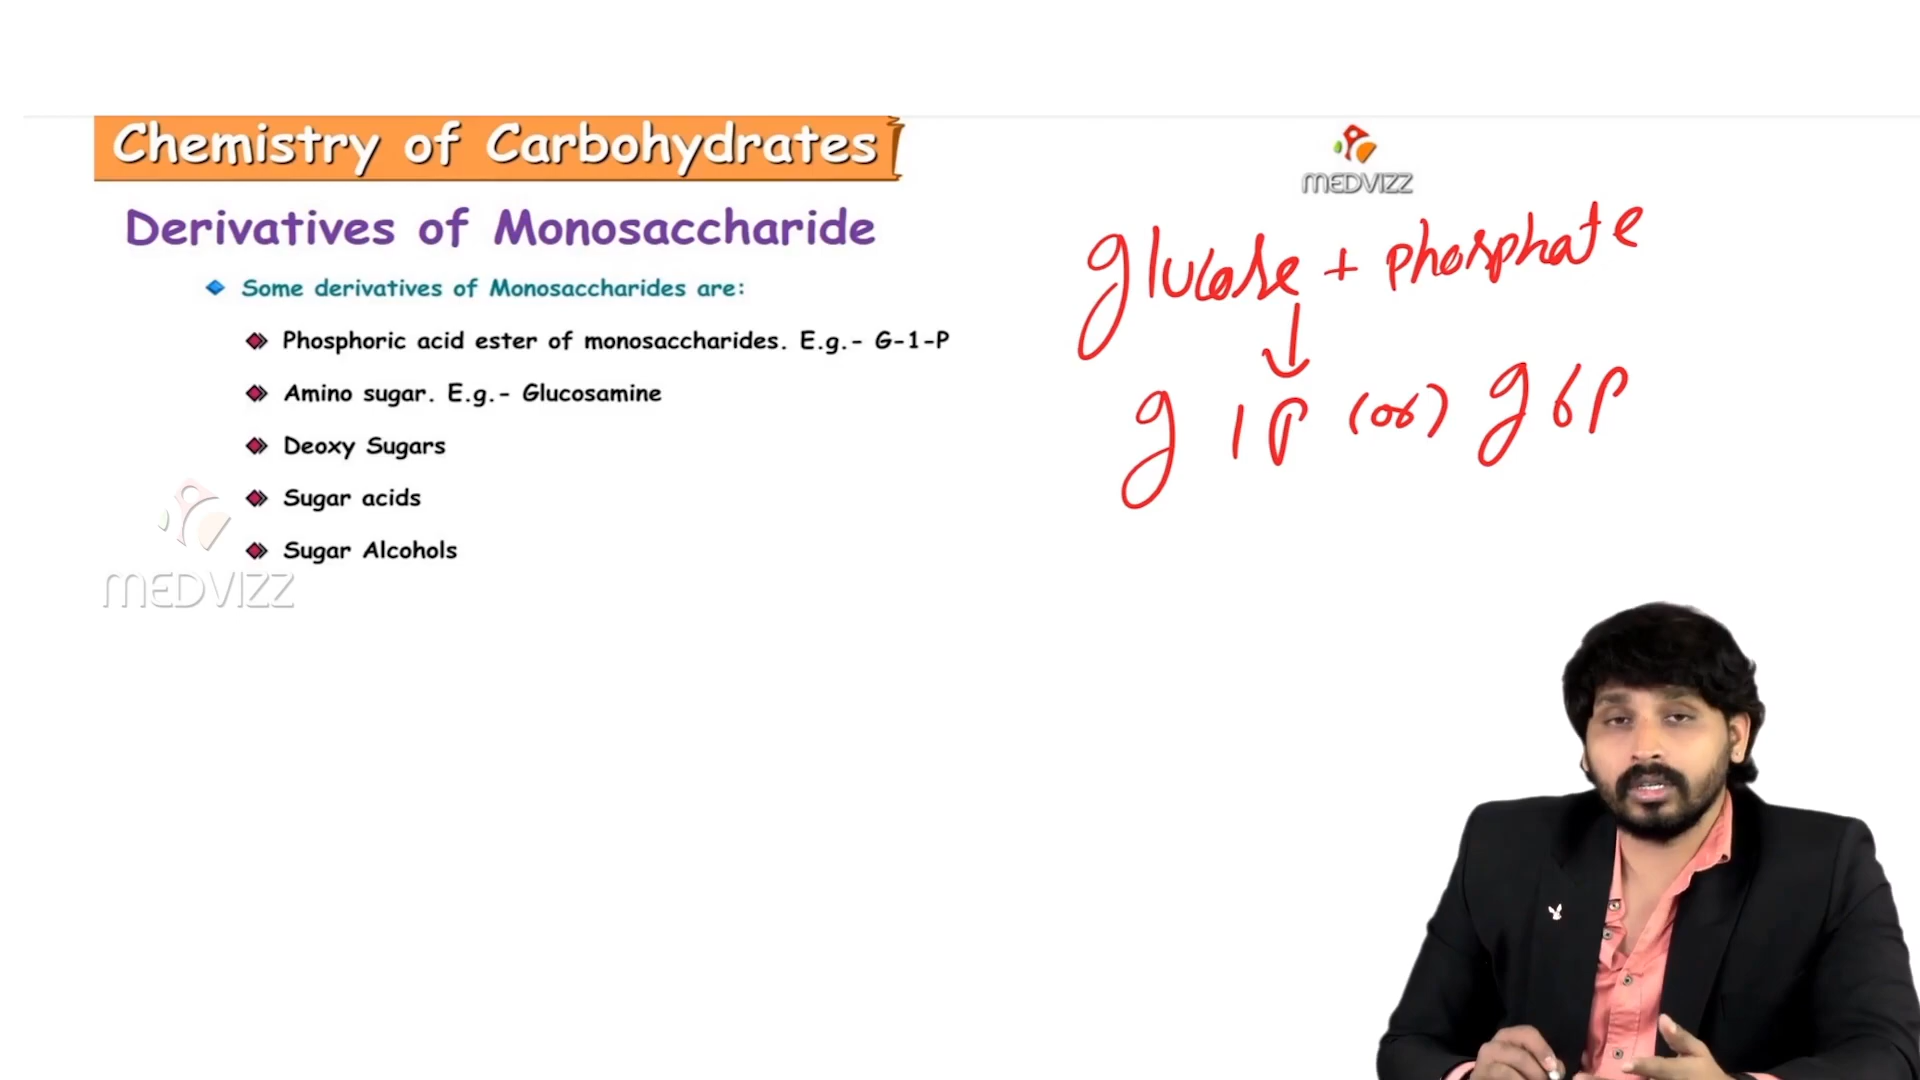 Chemistry of Carbohydrates
MEDVIZZ
Derivatives of Monosaccharide
Some derivatives of Monosaccharides are:
Phosphoric acid ester of monosaccharides. E.g.- G-1-P
Amino sugar. E.g.- Glucosamine
Deoxy Sugars
Sugar acids
Sugar Alcohols
MEDVIZZ
glucose + phosphate
↓
g 1P (or) g6P